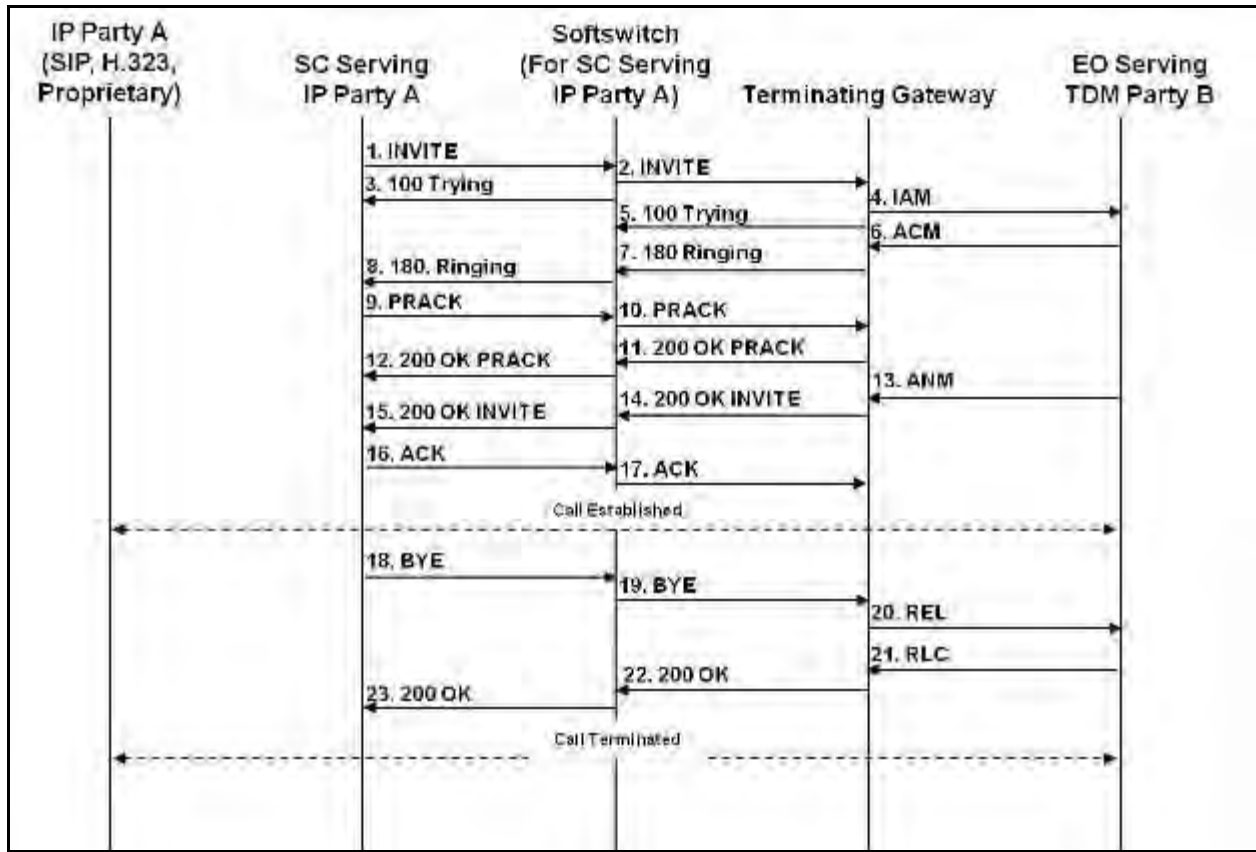 IP Party A
(SIP, H.323,
Proprietary)
SC Serving
IP Party A
Softswitch
(For SC Serving
IP Party A)
Terminating Gateway
EO Serving
TDM Party B
1. INVITE
2. INVITE
3. 100 Trying
4. IAM
5. 100 Trying
6. ACM
7. 180 Ringing
8. 180. Ringing
9. PRACK
10. PRACK
11. 200 OK PRACK
12. 200 OK PRACK
13. ANM
14. 200 OK INVITE
15. 200 OK INVITE
16. ACK
17. ACK
Call Established
18. BYE
19. BYE
20. REL
21. RLC
22. 200 OK
23. 200 OK
Call Terminated